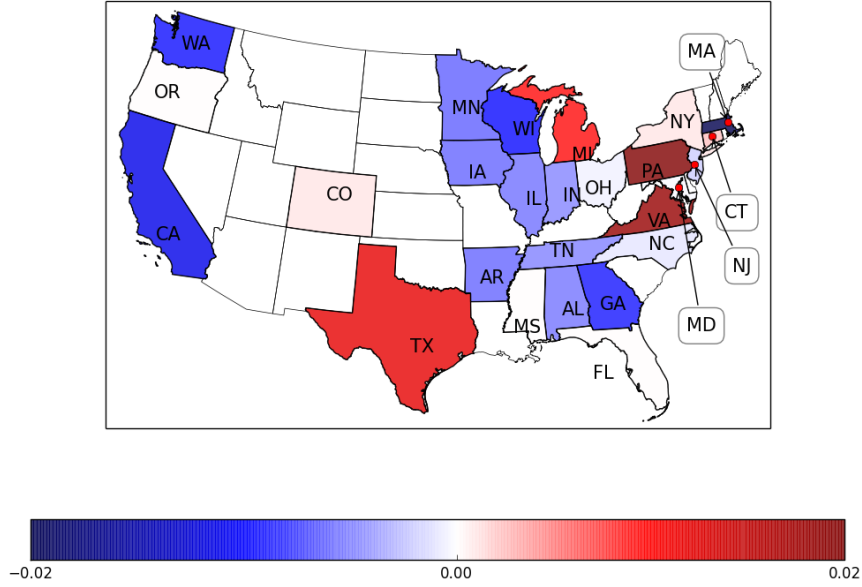 WA
MA
OR
MN
NY
WI
MI
PA
IA
CO
OH
IL
IN
CT
VA
CA
NC
TN
NJ
AR
GA
AL
MS
MD
TX
FL
−0.02
0.00
0.02